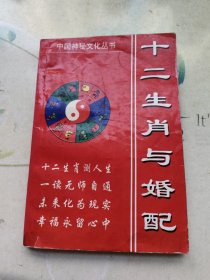 中国神秘文化丛书
十二生肖与婚配
十二生肖测人生
一读无师自通
未来化为现实
幸福永留心中